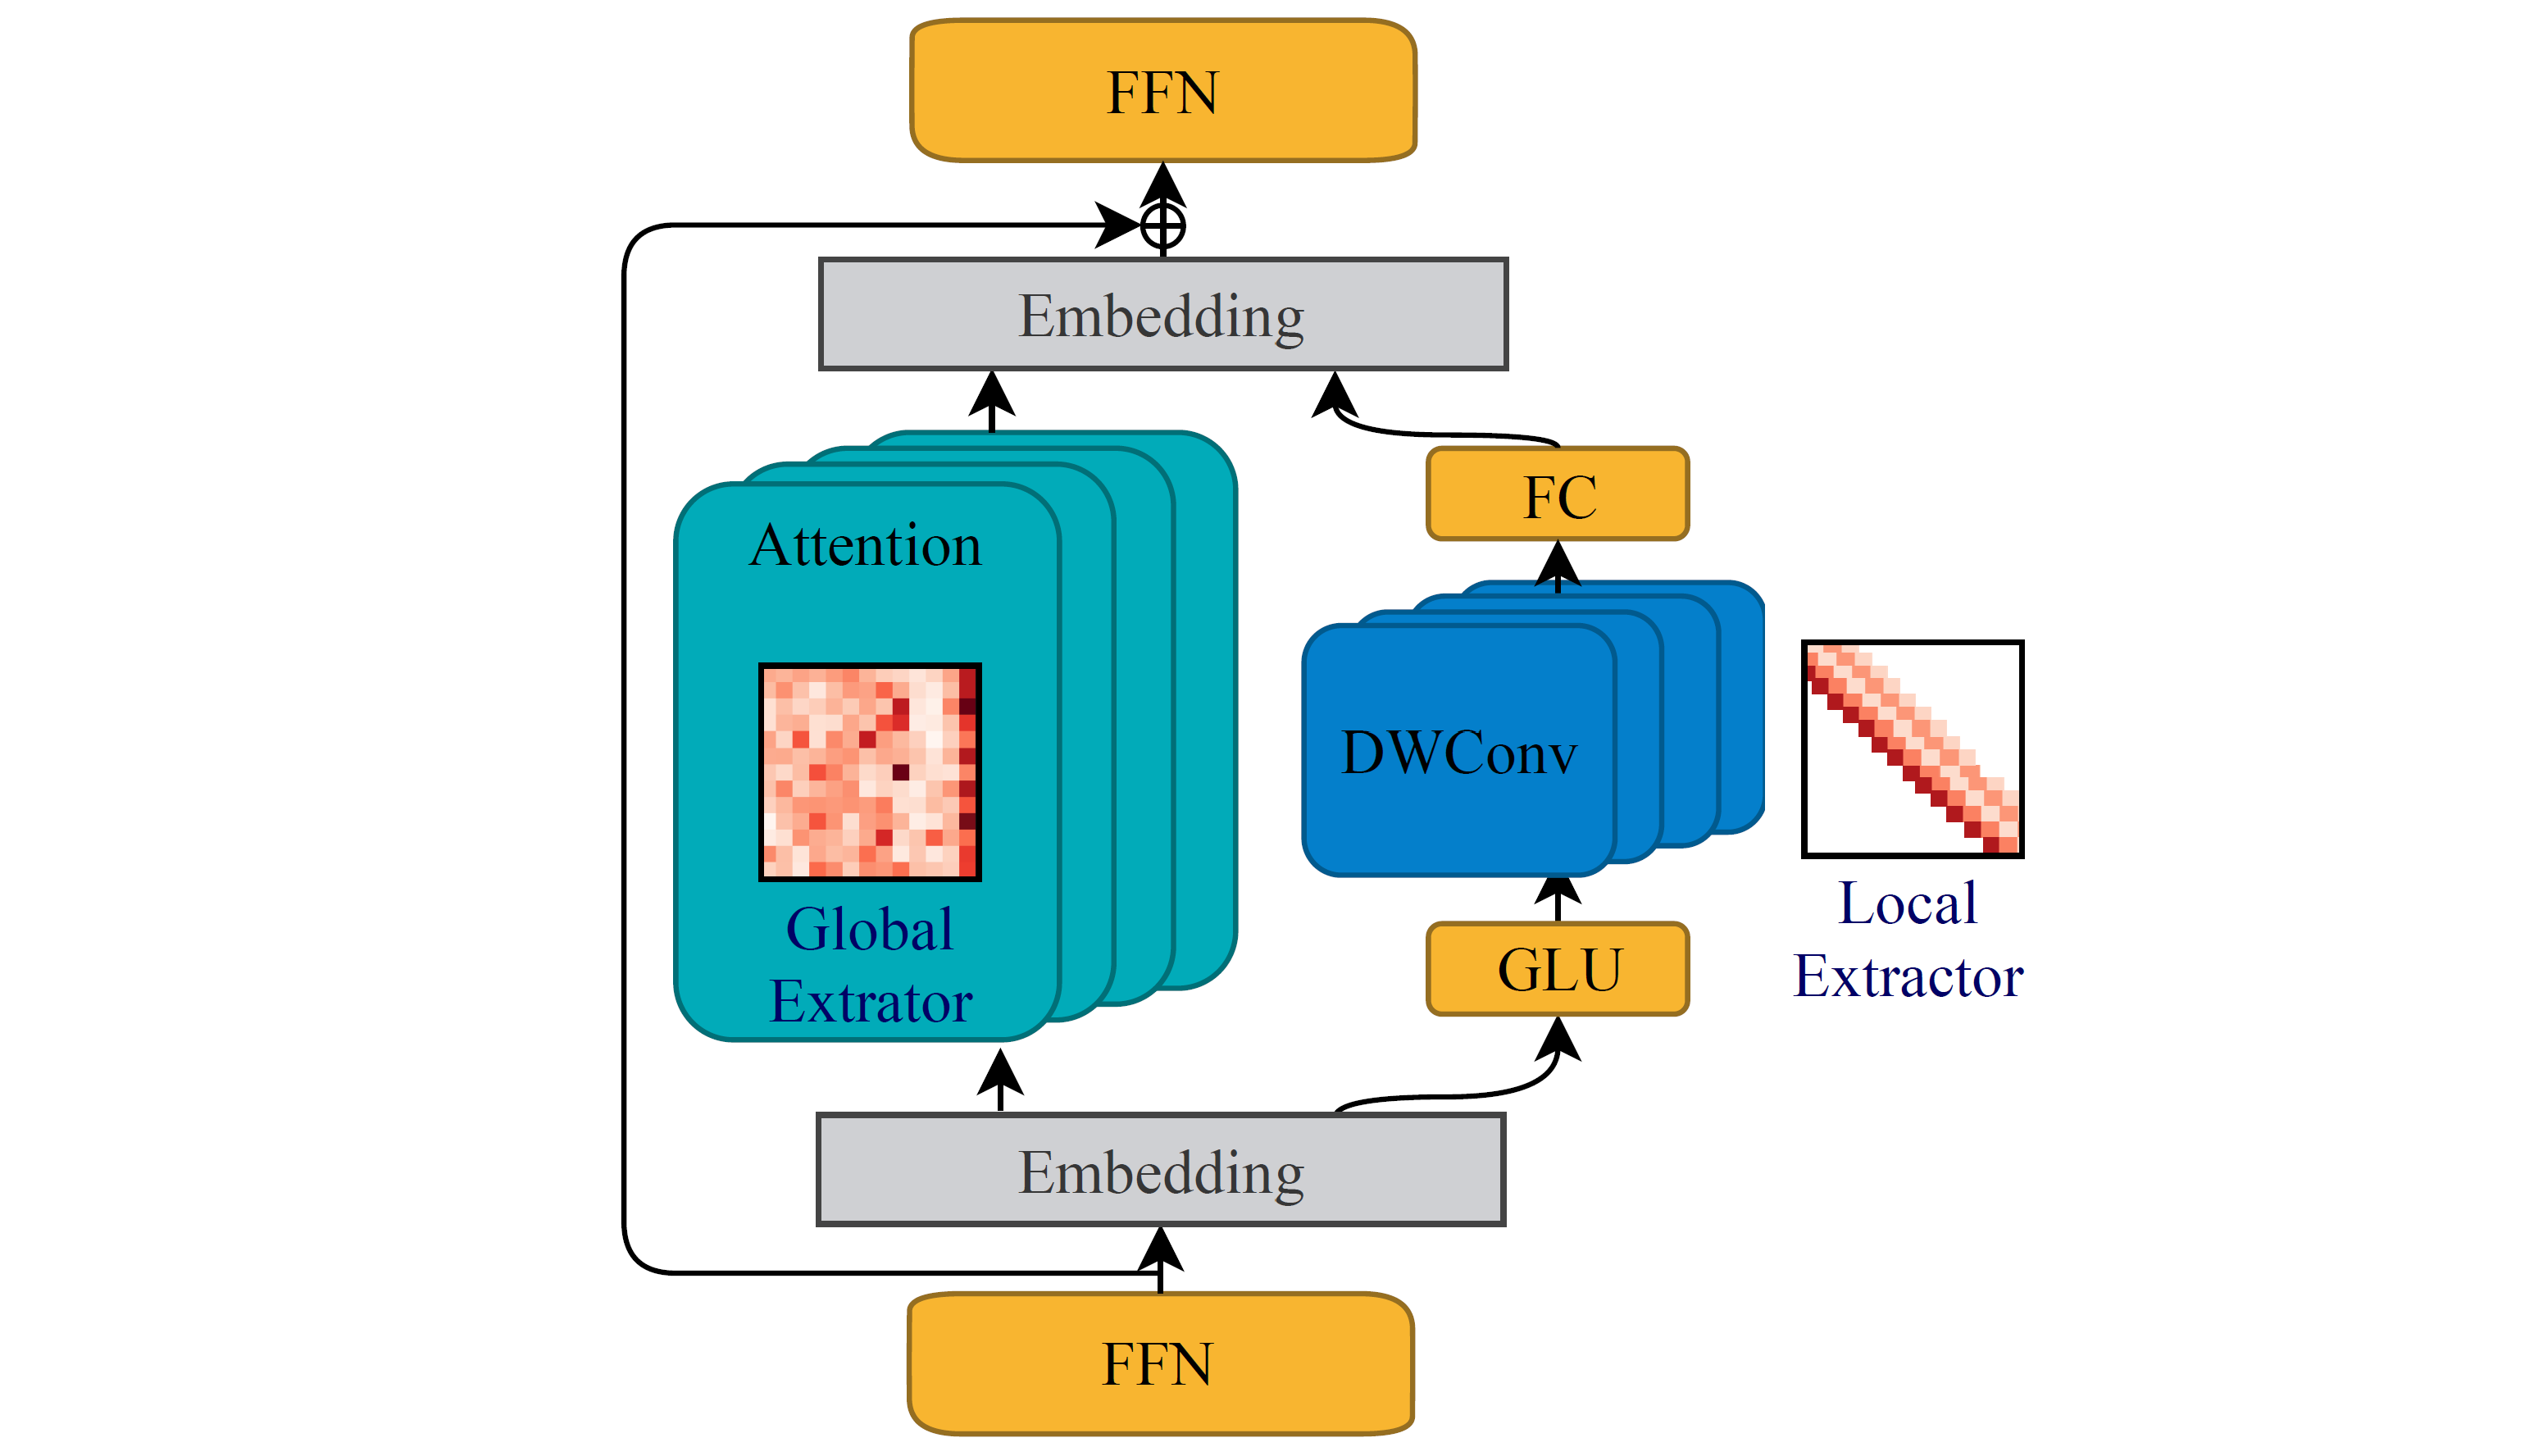 FFN
Embedding
Attention
Global
Extrator
FC
DWConv
GLU
Local
Extractor
Embedding
FFN